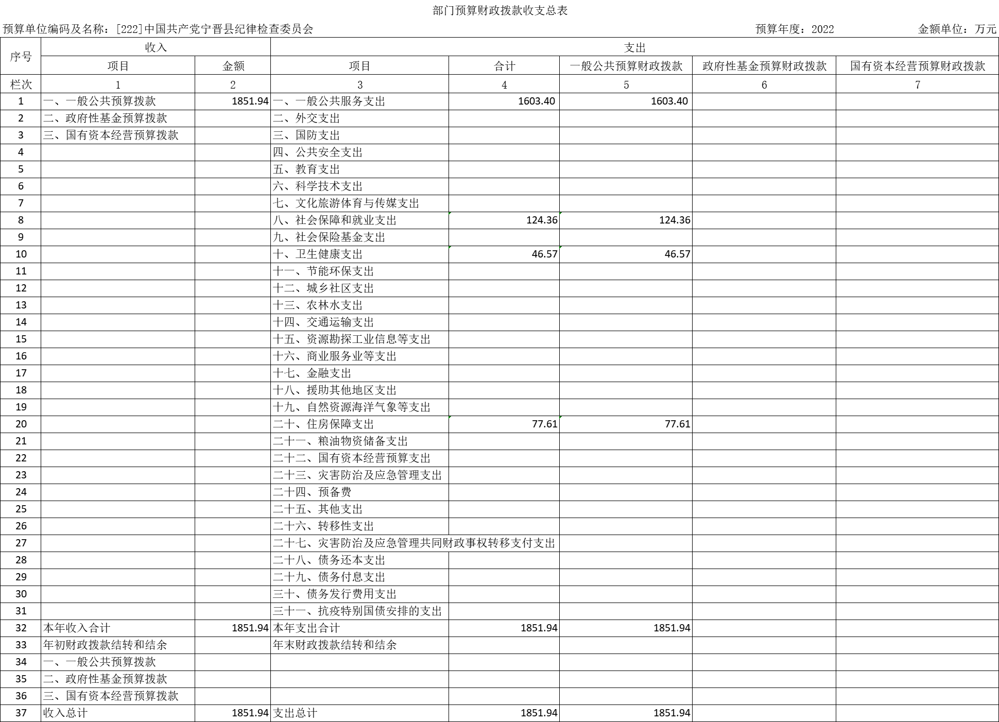 部门预算财政拨款收支总表
预算单位编码及名称：[222]中国共产党宁晋县纪律检查委员会 预算年度：2022 金额单位：万元
序号 收入 支出
项目 金额 项目 合计 一般公共预算财政拨款 政府性基金预算财政拨款 国有资本经营预算财政拨款
栏次 1 2 3 4 5 6 7
1 一、一般公共预算拨款 1851.94 一、一般公共服务支出 1603.40 1603.40
2 二、政府性基金预算拨款 二、外交支出
3 三、国有资本经营预算拨款 三、国防支出
4 四、公共安全支出
5 五、教育支出
6 六、科学技术支出
7 七、文化旅游体育与传媒支出
8 八、社会保障和就业支出 124.36 124.36
9 九、社会保险基金支出
10 十、卫生健康支出 46.57 46.57
11 十一、节能环保支出
12 十二、城乡社区支出
13 十三、农林水支出
14 十四、交通运输支出
15 十五、资源勘探工业信息等支出
16 十六、商业服务业等支出
17 十七、金融支出
18 十八、援助其他地区支出
19 十九、自然资源海洋气象等支出
20 二十、住房保障支出 77.61 77.61
21 二十一、粮油物资储备支出
22 二十二、国有资本经营预算支出
23 二十三、灾害防治及应急管理支出
24 二十四、预备费
25 二十五、其他支出
26 二十六、转移性支出
27 二十七、灾害防治及应急管理共同财政事权转移支付支出
28 二十八、债务还本支出
29 二十九、债务付息支出
30 三十、债务发行费用支出
31 三十一、抗疫特别国债安排的支出
32 本年收入合计 1851.94 本年支出合计 1851.94 1851.94
33 年初财政拨款结转和结余 年末财政拨款结转和结余
34 一、一般公共预算拨款
35 二、政府性基金预算拨款
36 三、国有资本经营预算拨款
37 收入总计 1851.94 支出总计 1851.94 1851.94